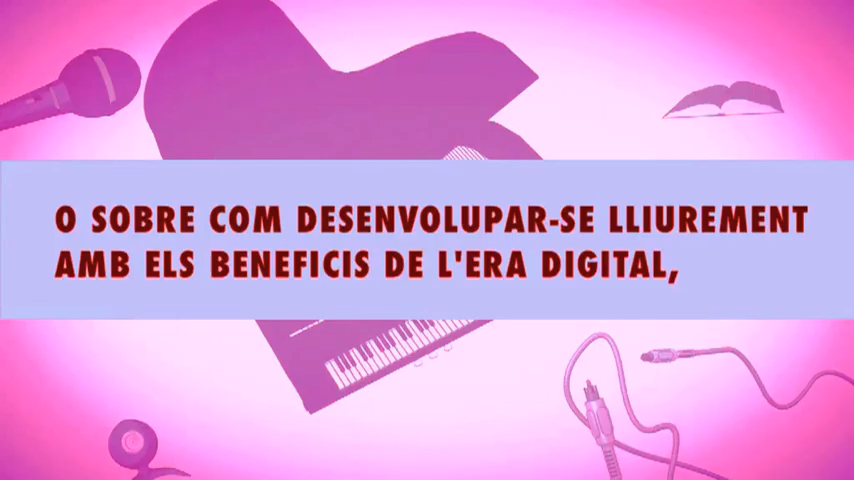 O SOBRE COM DESENVOLUPAR-SE LLIUREMENT
AMB ELS BENEFICIS DE L'ERA DIGITAL,